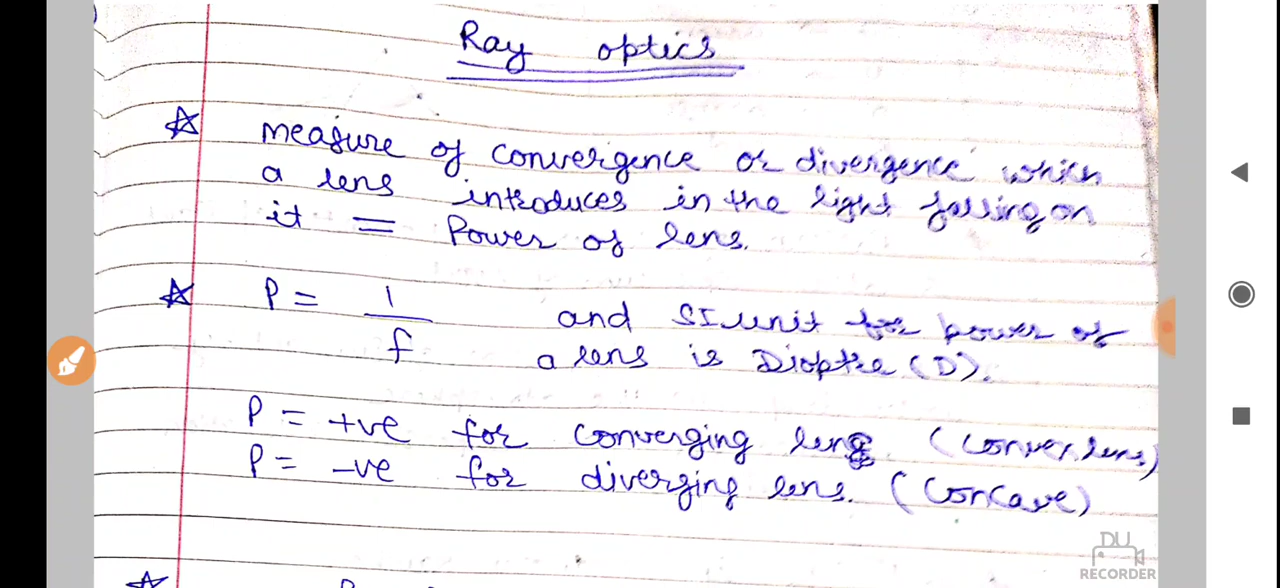 Ray optics
measure of convergence or divergence which
a lens introduces in the light falling on
it = Power of lens.
P = 1/f and SI unit for power of
a lens is Dioptre (D).
P = +ve for converging lens (convex lens)
P = -ve for diverging lens. (Concave)
DU
RECORDER